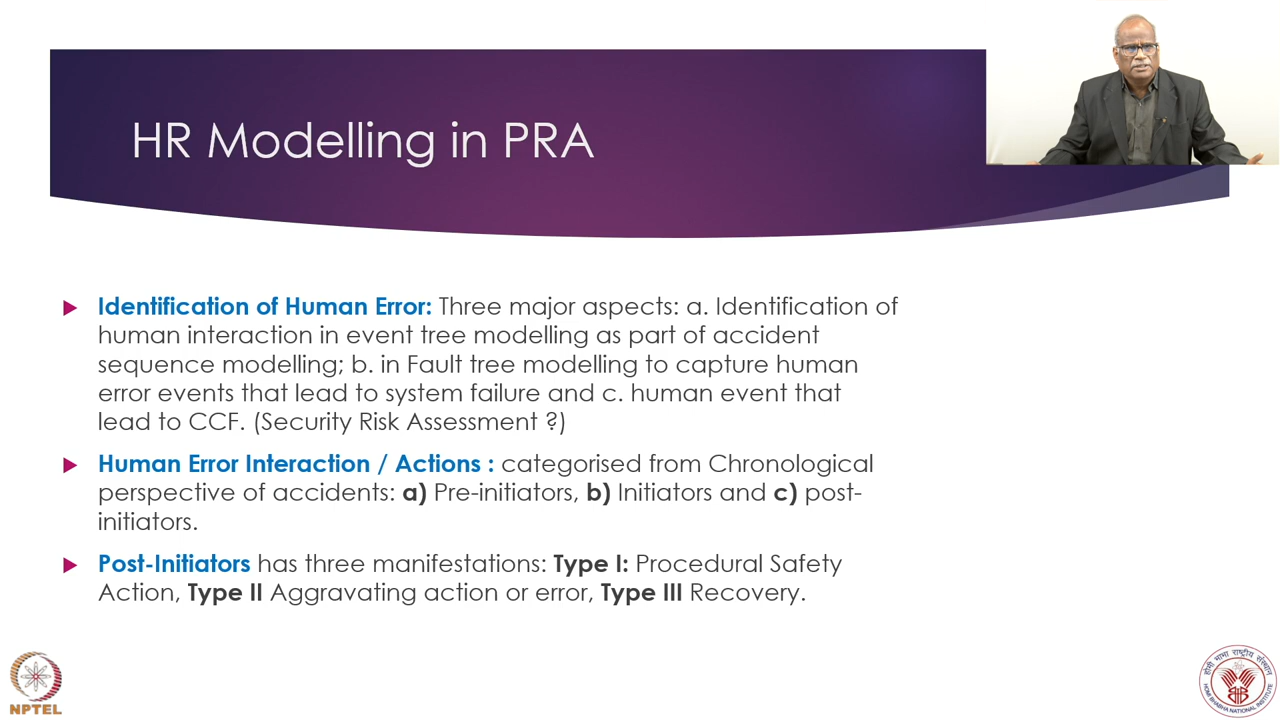 HR Modelling in PRA
Identification of Human Error: Three major aspects: a. Identification of
human interaction in event tree modelling as part of accident
sequence modelling; b. in Fault tree modelling to capture human
error events that lead to system failure and c. human event that
lead to CCF. (Security Risk Assessment ?)
Human Error Interaction / Actions : categorised from Chronological
perspective of accidents: a) Pre-initiators, b) Initiators and c) post-
initiators.
Post-Initiators has three manifestations: Type I: Procedural Safety
Action, Type II Aggravating action or error, Type III Recovery.
NPTEL
होमी भाभा राष्ट्रीय संस्थान
HOMI BHABHA NATIONAL INSTITUTE